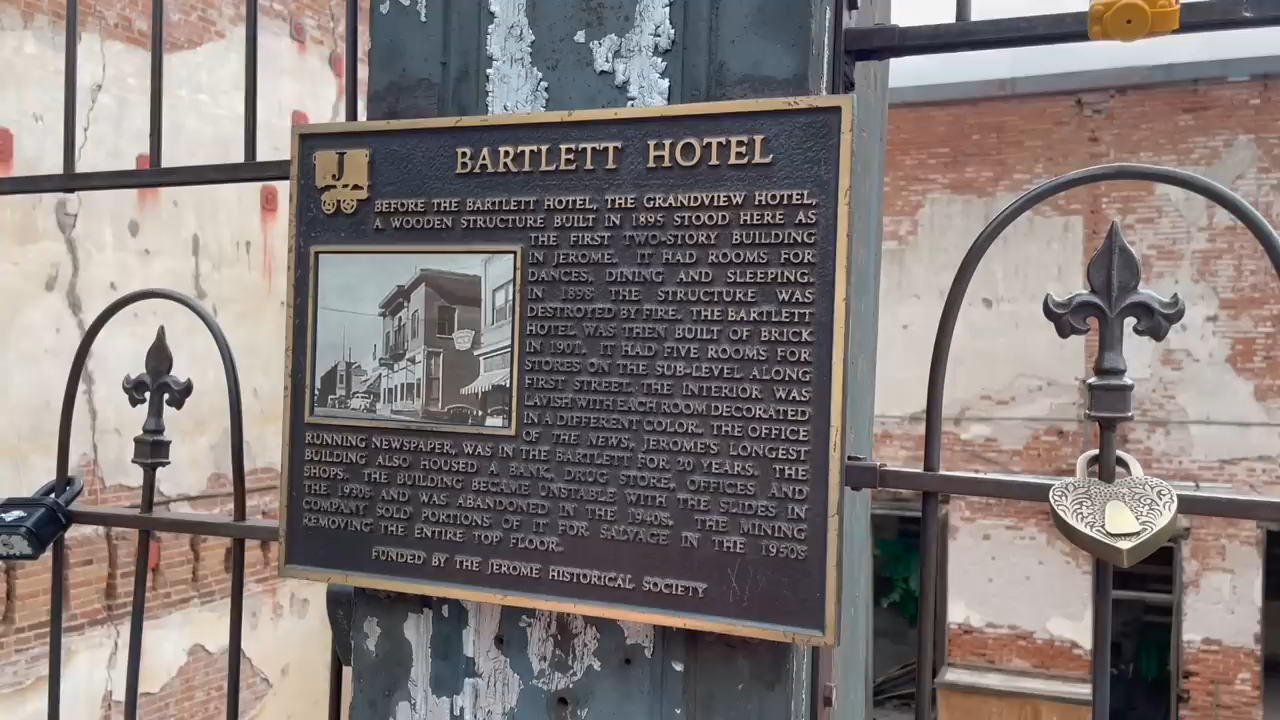 J
BARTLETT HOTEL
BEFORE THE BARTLETT HOTEL, THE GRANDVIEW HOTEL,
A WOODEN STRUCTURE BUILT IN 1895 STOOD HERE AS
THE FIRST TWO-STORY BUILDING
IN JEROME. IT HAD ROOMS FOR
DANCES, DINING AND SLEEPING.
IN 1898 THE STRUCTURE WAS
DESTROYED BY FIRE. THE BARTLETT
HOTEL WAS THEN BUILT OF BRICK
IN 1901. IT HAD FIVE ROOMS FOR
STORES ON THE SUB-LEVEL ALONG
FIRST STREET. THE INTERIOR WAS
LAVISH WITH EACH ROOM DECORATED
IN A DIFFERENT COLOR. THE OFFICE
OF THE NEWS, JEROME'S LONGEST
RUNNING NEWSPAPER, WAS IN THE BARTLETT FOR 20 YEARS. THE
BUILDING ALSO HOUSED A BANK, DRUG STORE, OFFICES AND
SHOPS. THE BUILDING BECAME UNSTABLE WITH THE SLIDES IN
THE 1930S AND WAS ABANDONED IN THE 1940S. THE MINING
COMPANY SOLD PORTIONS OF IT FOR SALVAGE IN THE 1950S
REMOVING THE ENTIRE TOP FLOOR.
FUNDED BY THE JEROME HISTORICAL SOCIETY